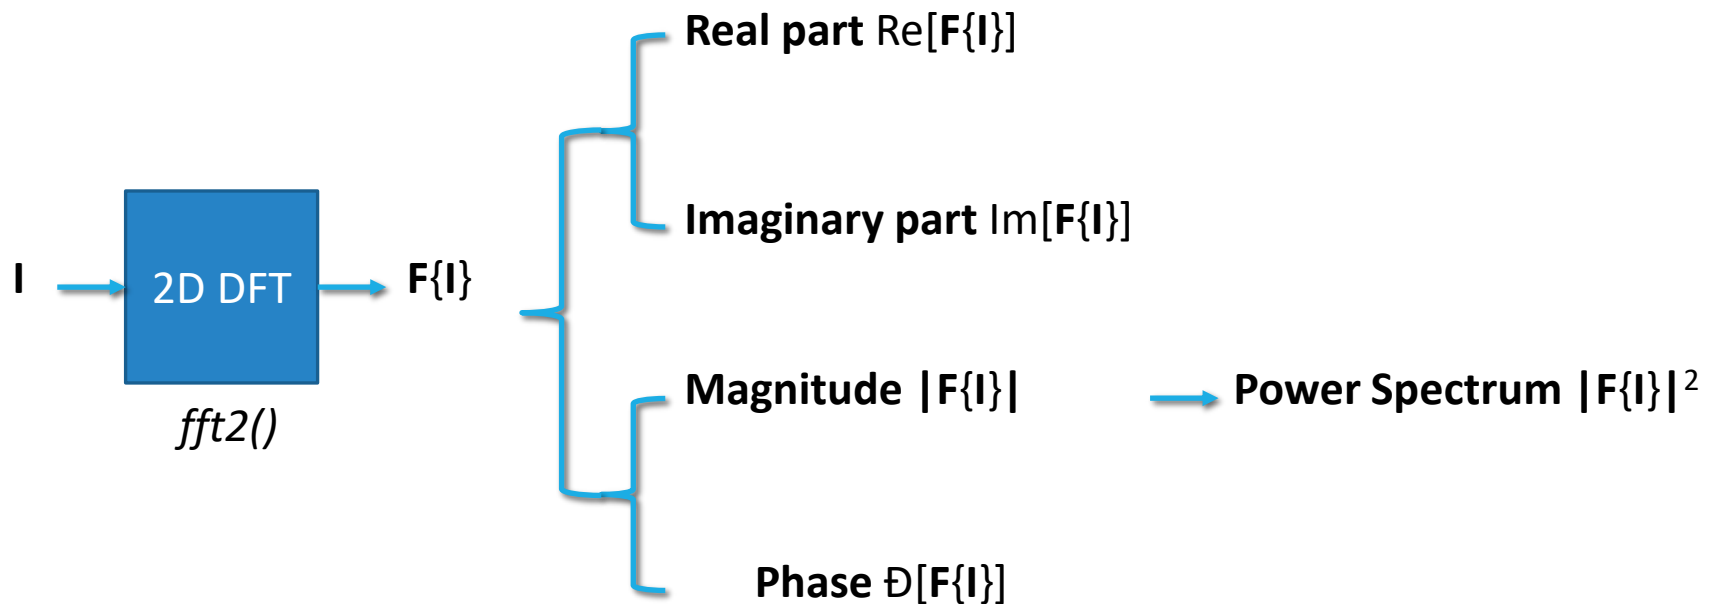 Real part Re[F{I}]
Imaginary part Im[F{I}]
I
2D DFT
F{I}
fft2()
Magnitude |F{I}|
Power Spectrum |F{I}|²
Phase Đ[F{I}]